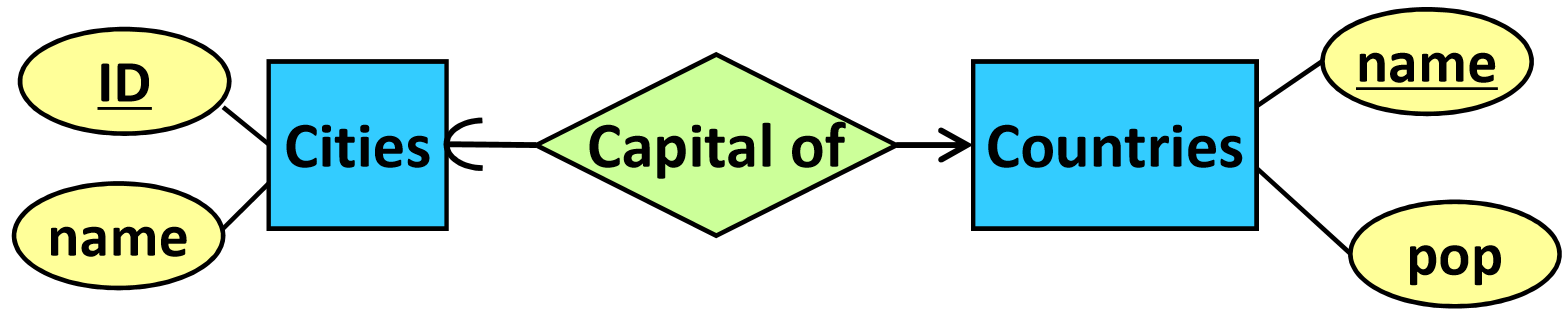 ID
name
Cities
Capital of
Countries
name
pop